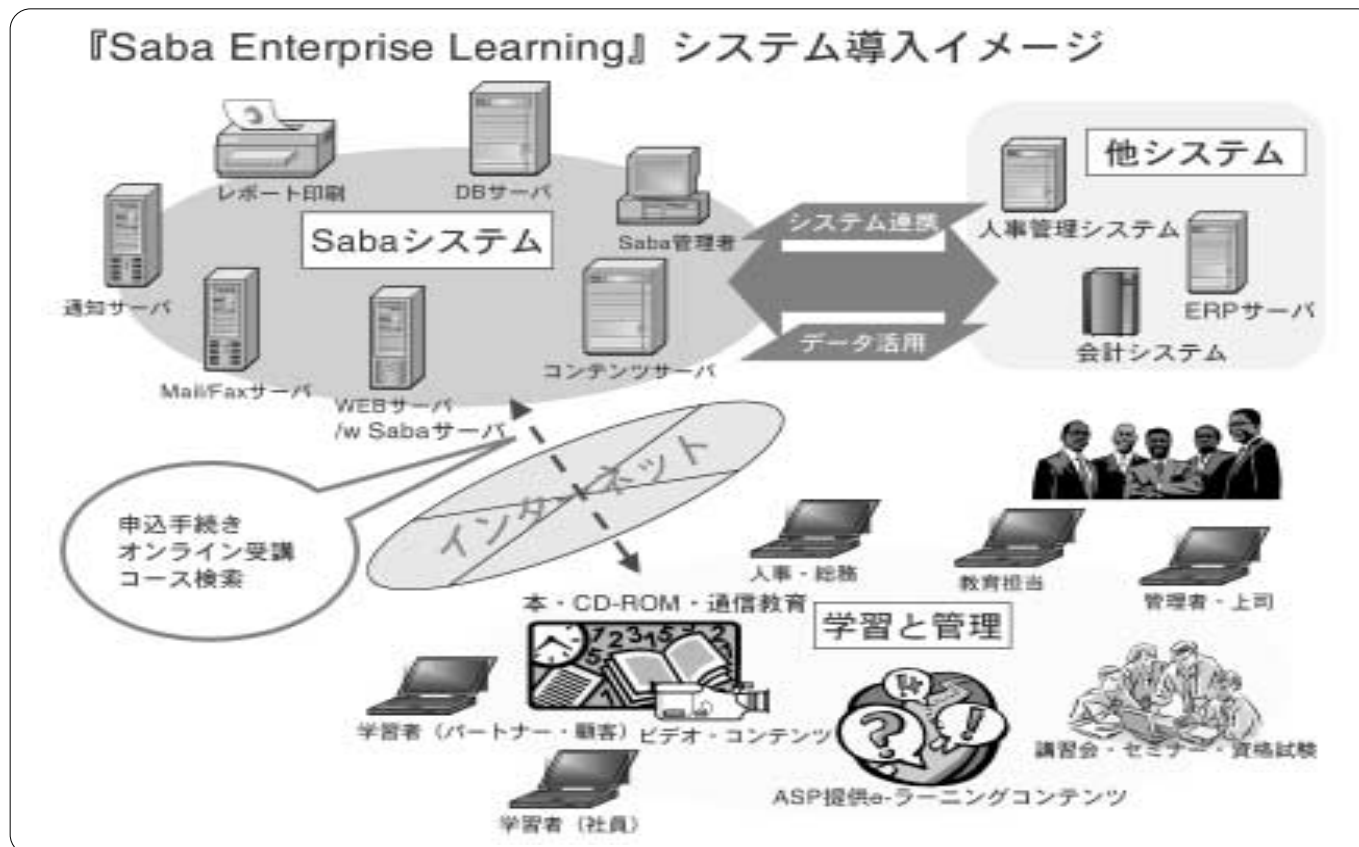 『Saba Enterprise Learning』システム導入イメージ
レポート印刷
DBサーバ
Saba管理者
Sabaシステム
通知サーバ
Mail/Faxサーバ
WEBサーバ
/w Sabaサーバ
コンテンツサーバ
システム連携
データ活用
他システム
人事管理システム
ERPサーバ
会計システム
インターネット
申込手続き
オンライン受講
コース検索
人事・総務
教育担当
管理者・上司
本・CD-ROM・通信教育
学習と管理
学習者（パートナー・顧客）
ビデオ・コンテンツ
講習会・セミナー・資格試験
ASP提供e-ラーニングコンテンツ
学習者（社員）